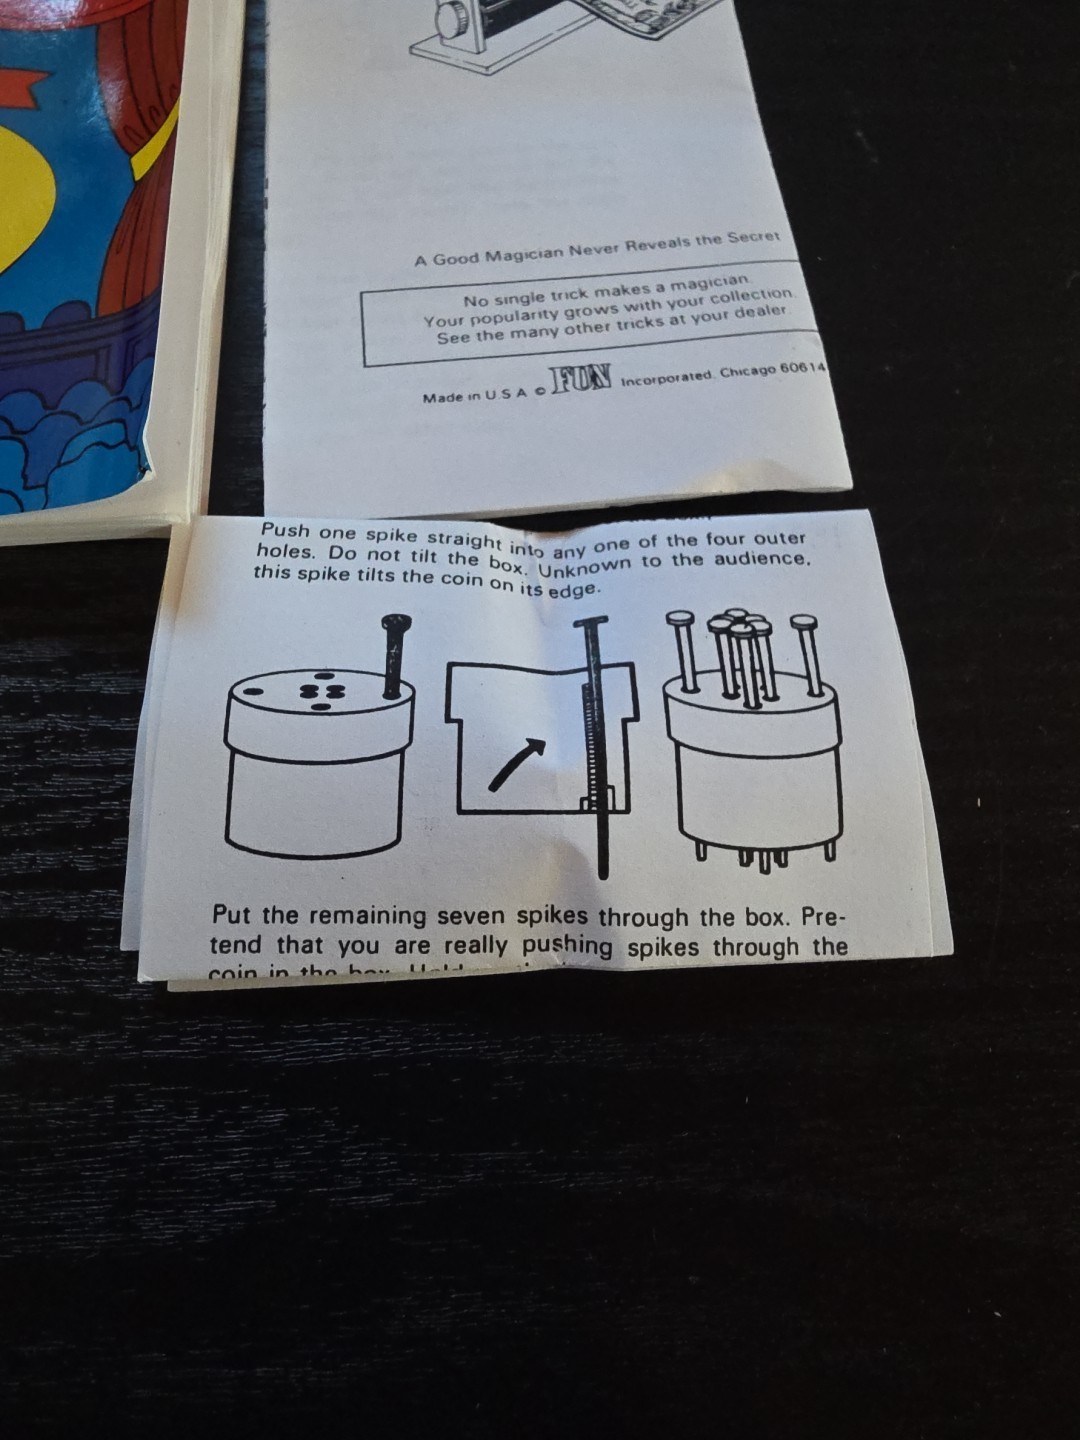 A Good Magician Never Reveals the Secret
No single trick makes a magician.
Your popularity grows with your collection.
See the many other tricks at your dealer.
Made in U.S.A. © FUN Incorporated, Chicago 60614
Push one spike straight into any one of the four outer
holes. Do not tilt the box. Unknown to the audience,
this spike tilts the coin on its edge.
Put the remaining seven spikes through the box. Pre-
tend that you are really pushing spikes through the
coin in the box.